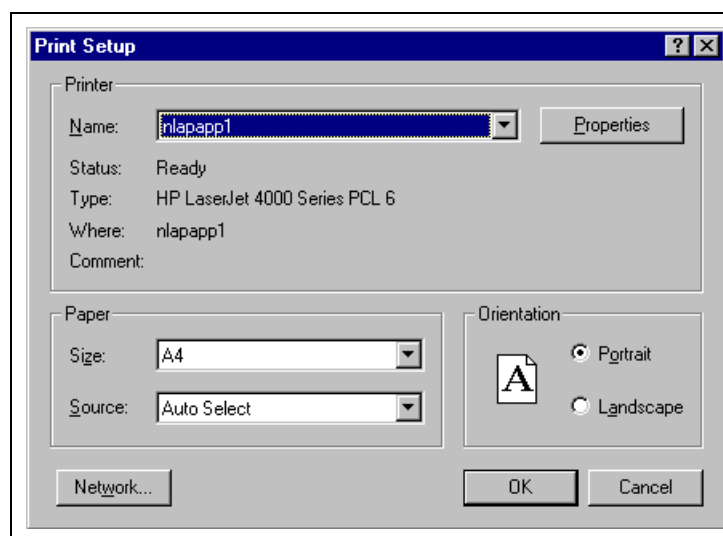 Print Setup
Printer
Name: nlapapp1 Properties
Status: Ready
Type: HP LaserJet 4000 Series PCL 6
Where: nlapapp1
Comment:
Paper
Size: A4
Source: Auto Select
Orientation
A
Portrait
Landscape
Network... OK Cancel